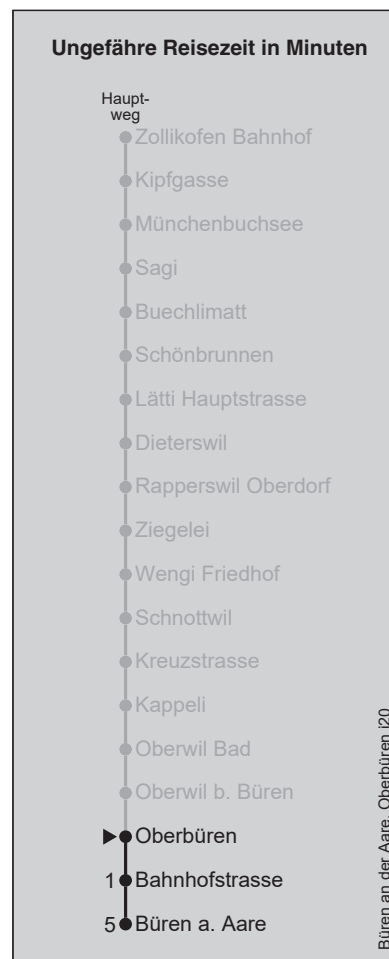 Ungefähre Reisezeit in Minuten
Haupt-
weg
Zollikofen Bahnhof
Kipfgasse
Münchenbuchsee
Sagi
Buechlimatt
Schönbrunnen
Lätti Hauptstrasse
Dieterswil
Rapperswil Oberdorf
Ziegelei
Wengi Friedhof
Schnottwil
Kreuzstrasse
Kappeli
Oberwil Bad
Oberwil b. Büren
Oberbüren
1 Bahnhofstrasse
5 Büren a. Aare
Büren an der Aare, Oberbüren j20